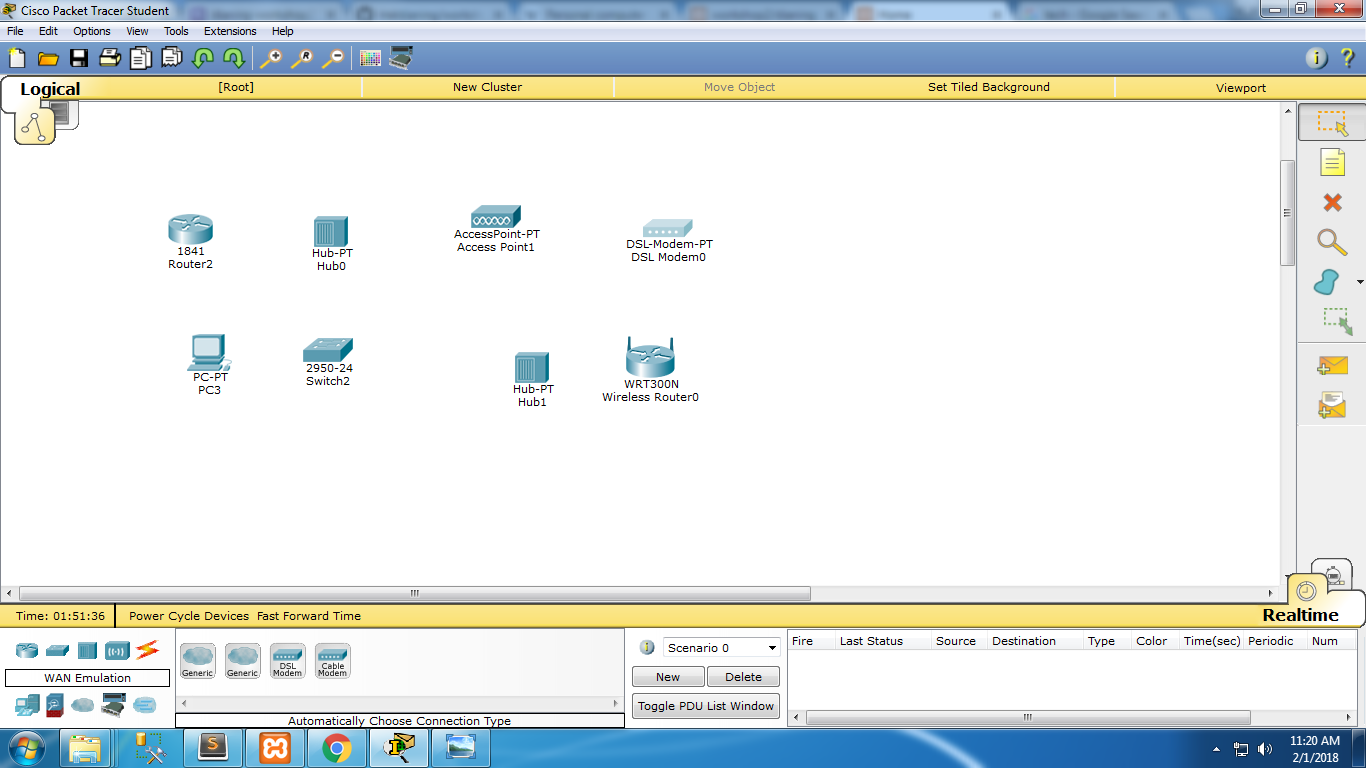 Cisco Packet Tracer Student
File Edit Options View Tools Extensions Help
Logical [Root] New Cluster Move Object Set Tiled Background Viewport
1841
Router2
Hub-PT
Hub0
AccessPoint-PT
Access Point1
DSL-Modem-PT
DSL Modem0
PC-PT
PC3
2950-24
Switch2
Hub-PT
Hub1
WRT300N
Wireless Router0
Time: 01:51:36 Power Cycle Devices Fast Forward Time Realtime
WAN Emulation
Generic
Generic
DSL
Modem
Cable
Modem
Automatically Choose Connection Type
Scenario 0
New Delete
Toggle PDU List Window
Fire Last Status Source Destination Type Color Time(sec) Periodic Num
11:20 AM
2/1/2018